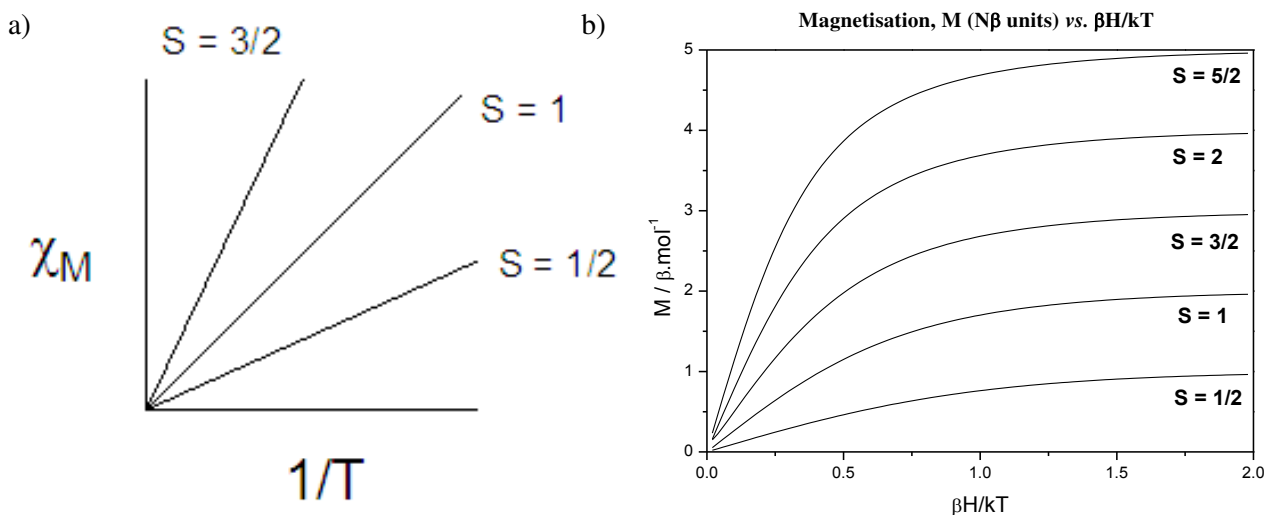 a)
S = 3/2
S = 1
S = 1/2
χM
1/T
b)
Magnetisation, M (Nβ units) vs. βH/kT
M / β.mol⁻¹
5
4
3
2
1
0
S = 5/2
S = 2
S = 3/2
S = 1
S = 1/2
0.0 0.5 1.0 1.5 2.0
βH/kT